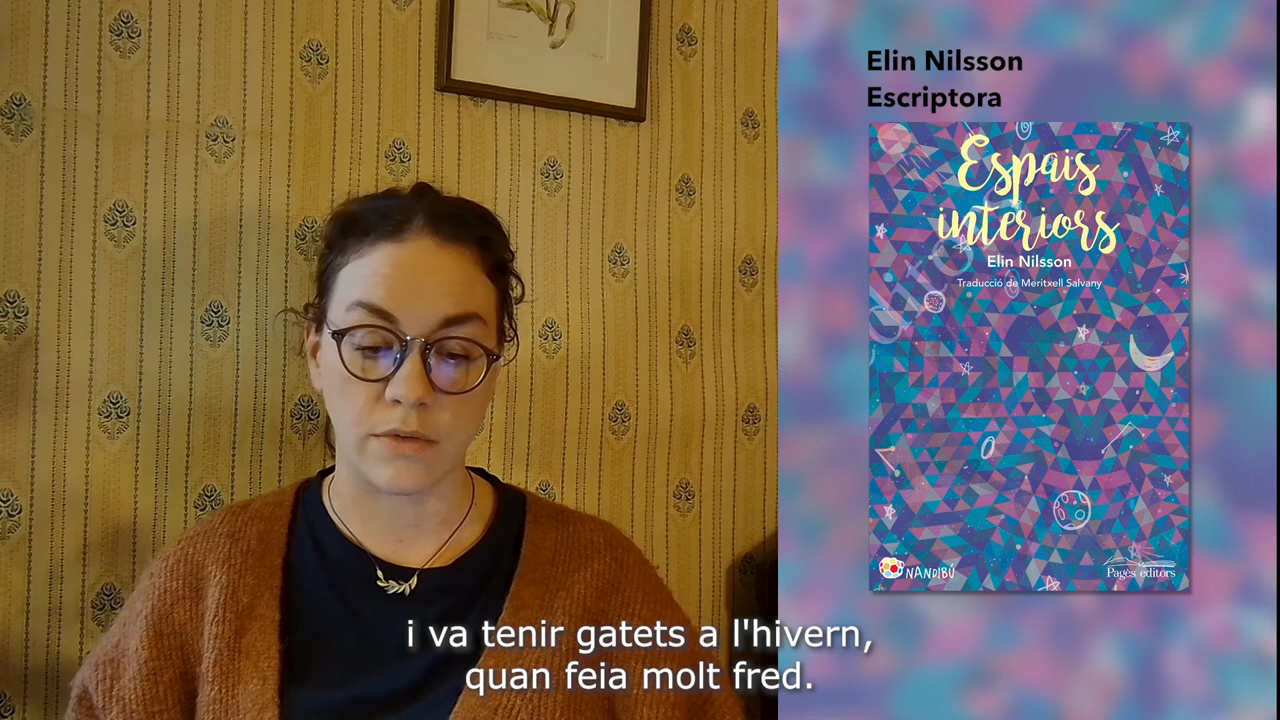 Elin Nilsson
Escriptora
Espais
interiors
Elin Nilsson
Traducció de Meritxell Salvany
NANDIBÚ
Pagès editors
i va tenir gatets a l'hivern,
quan feia molt fred.